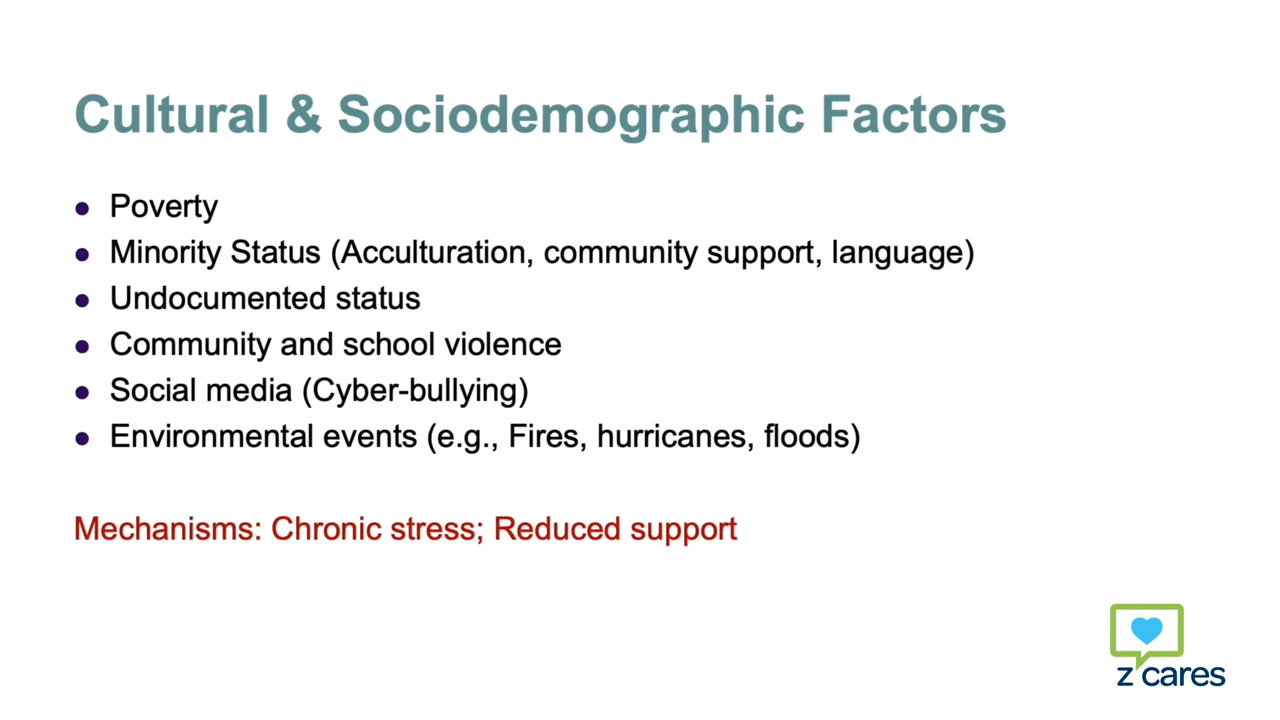 Cultural & Sociodemographic Factors
• Poverty
• Minority Status (Acculturation, community support, language)
• Undocumented status
• Community and school violence
• Social media (Cyber-bullying)
• Environmental events (e.g., Fires, hurricanes, floods)
Mechanisms: Chronic stress; Reduced support
z cares